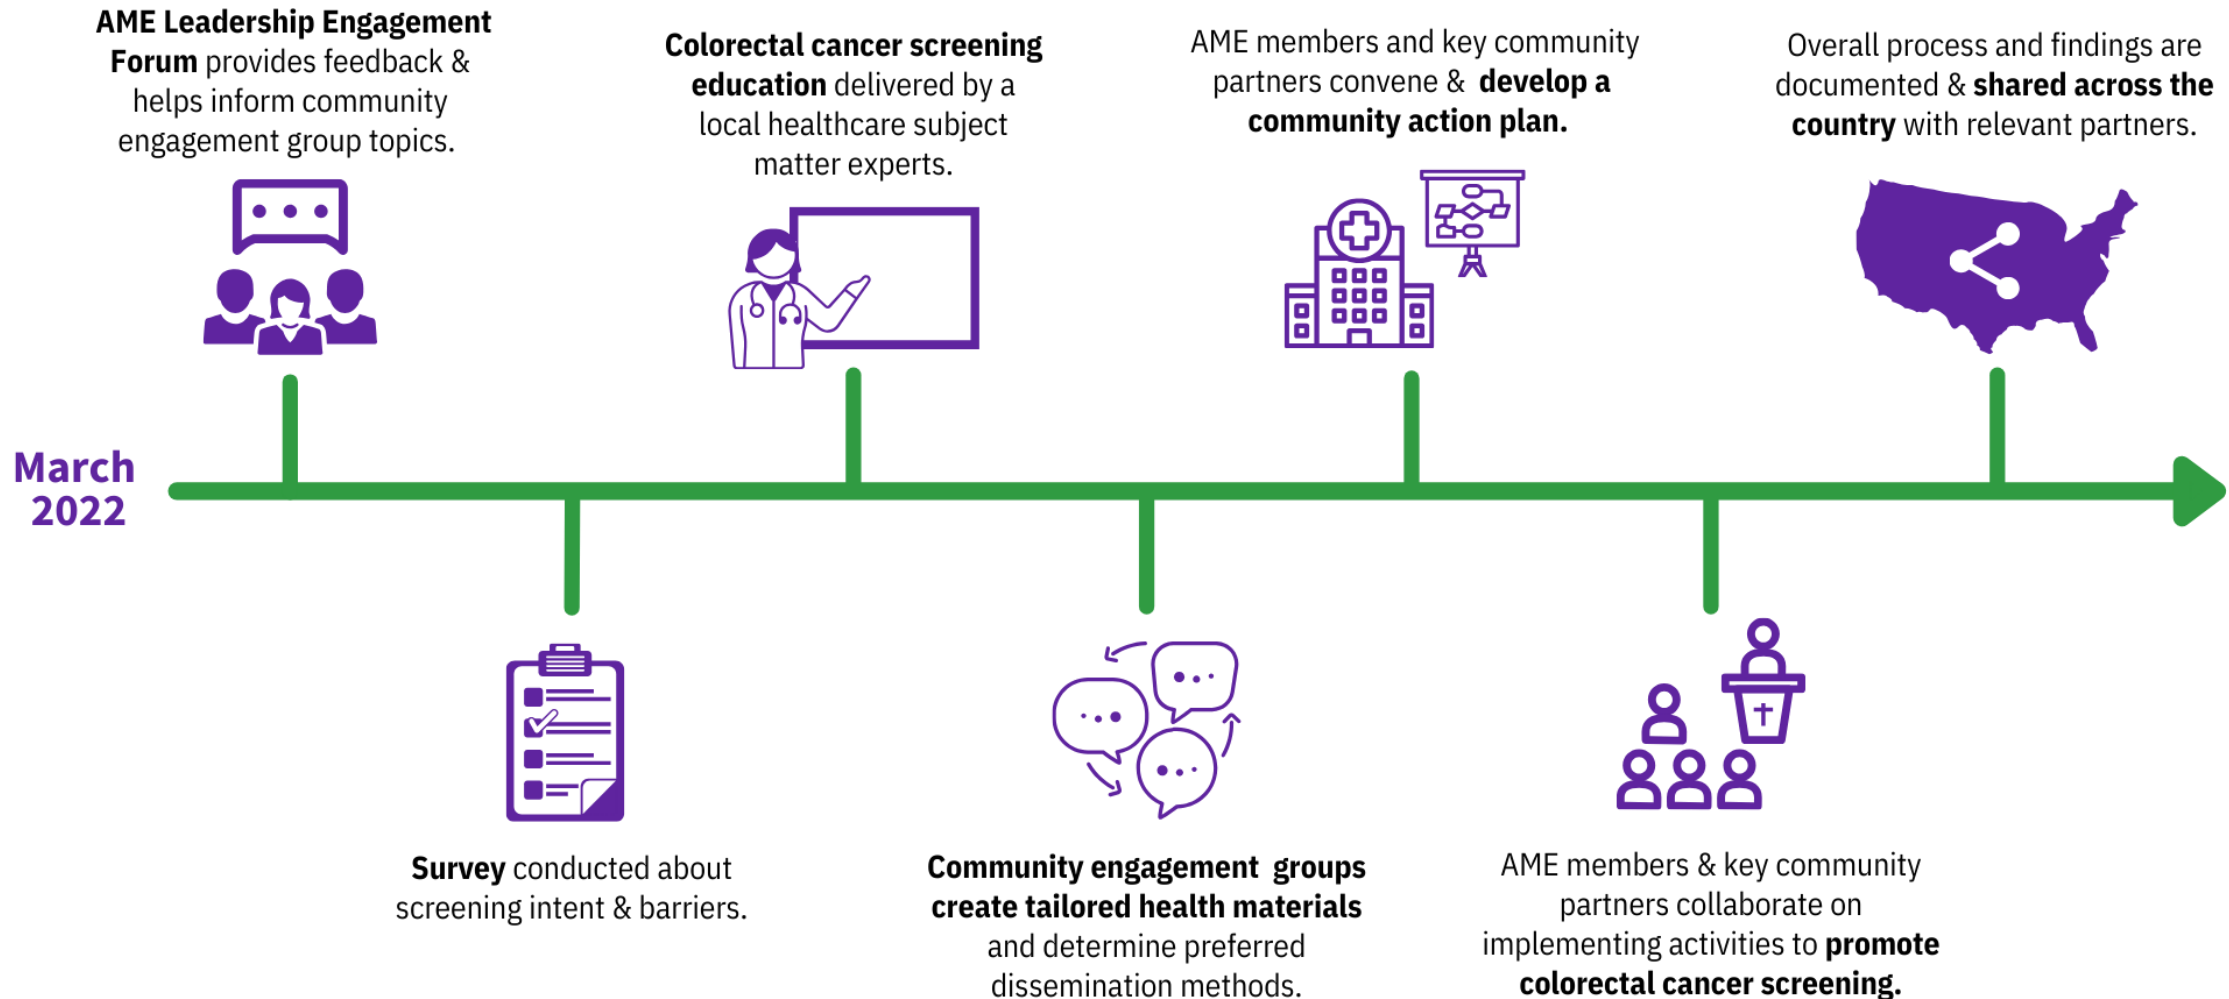 AME Leadership Engagement
Forum provides feedback &
helps inform community
engagement group topics.
Colorectal cancer screening
education delivered by a
local healthcare subject
matter experts.
AME members and key community
partners convene & develop a
community action plan.
Overall process and findings are
documented & shared across the
country with relevant partners.
March
2022
Survey conducted about
screening intent & barriers.
Community engagement groups
create tailored health materials
and determine preferred
dissemination methods.
AME members & key community
partners collaborate on
implementing activities to promote
colorectal cancer screening.